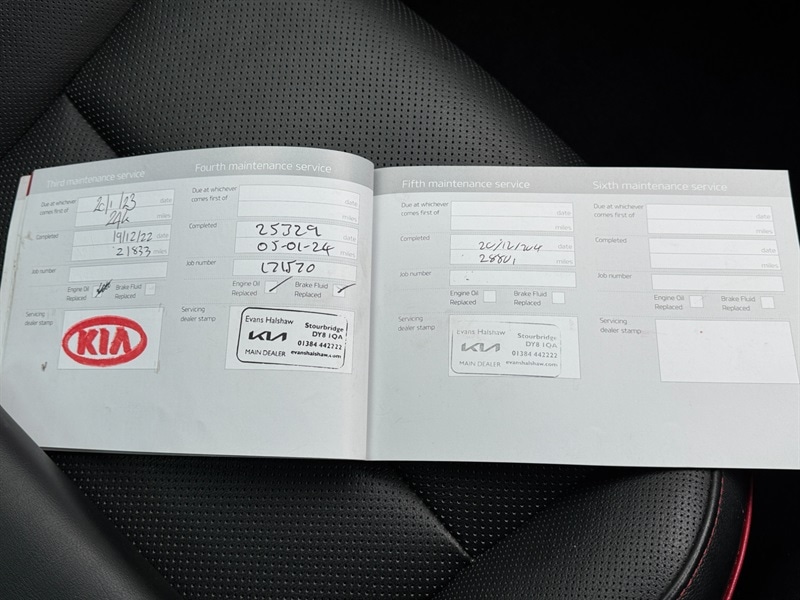 Third maintenance service
Due at whichever
comes first of
20/1/23
date
24k
miles
Completed
19/12/22
date
21833
miles
Job number
Engine Oil
Replaced
Brake Fluid
Replaced
Servicing
dealer stamp
KIA
Fourth maintenance service
Due at whichever
comes first of
date
miles
Completed
25329
date
05-01-24
miles
Job number
Engine Oil
Replaced
Brake Fluid
Replaced
Servicing
dealer stamp
Evans Halshaw
KIA
MAIN DEALER
Stourbridge
DY8 1QA
01384 442222
evanshalshaw.com
Fifth maintenance service
Due at whichever
comes first of
date
miles
Completed
date
miles
Job number
Engine Oil
Replaced
Brake Fluid
Replaced
Servicing
dealer stamp
Evans Halshaw
KIA
MAIN DEALER
Stourbridge
DY8 1QA
01384 442222
evanshalshaw.com
Sixth maintenance service
Due at whichever
comes first of
date
miles
Completed
date
miles
Job number
Engine Oil
Replaced
Brake Fluid
Replaced
Servicing
dealer stamp